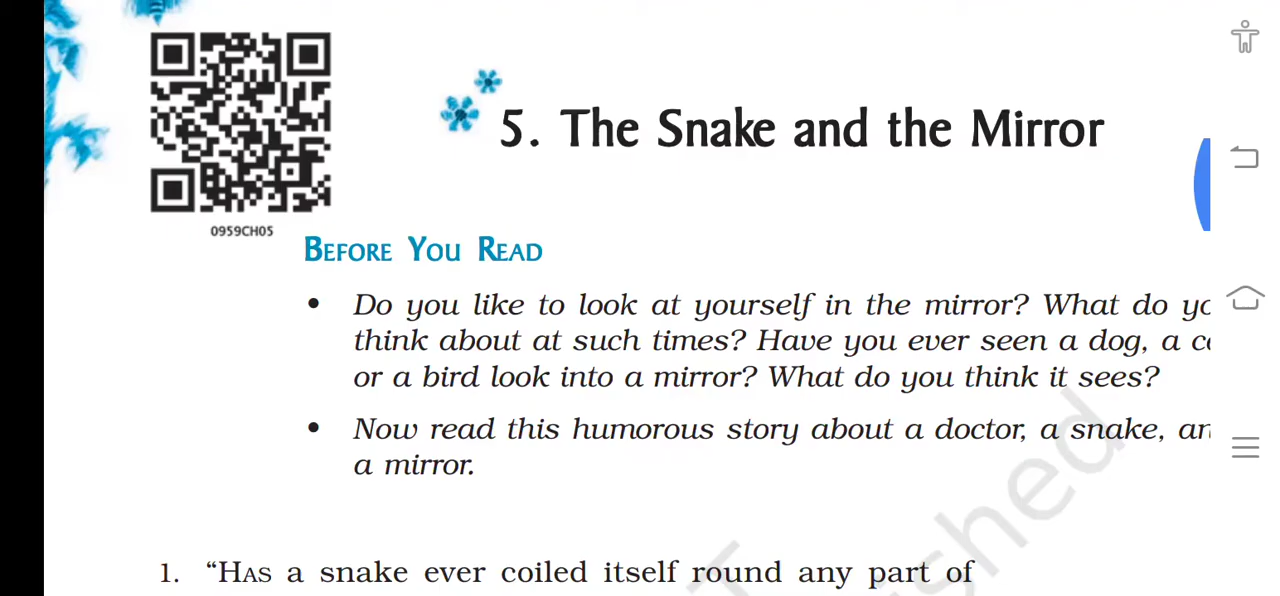 5. The Snake and the Mirror
0959CH05
BEFORE YOU READ
• Do you like to look at yourself in the mirror? What do
think about at such times? Have you ever seen a dog, a
or a bird look into a mirror? What do you think it sees?
• Now read this humorous story about a doctor, a snake,
a mirror.
1. “HAS a snake ever coiled itself round any part of